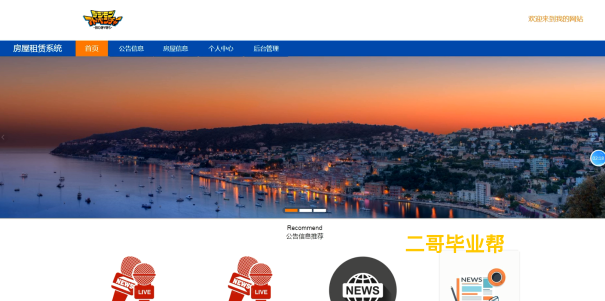 欢迎来到我的网站
房屋租赁系统 首页 公告信息 房屋信息 个人中心 后台管理
Recommend
公告信息推荐
二哥毕业帮
NEWS LIVE
NEWS LIVE
NEWS
NEWS